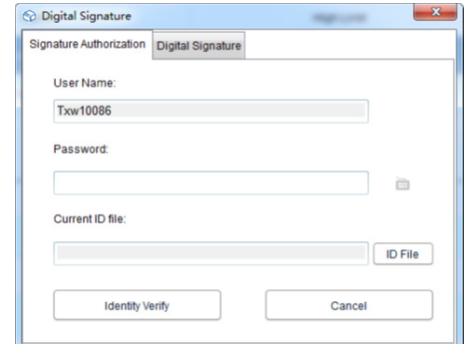 Digital Signature
Signature Authorization Digital Signature
User Name:
Txw10086
Password:
Current ID file:
ID File
Identity Verify Cancel